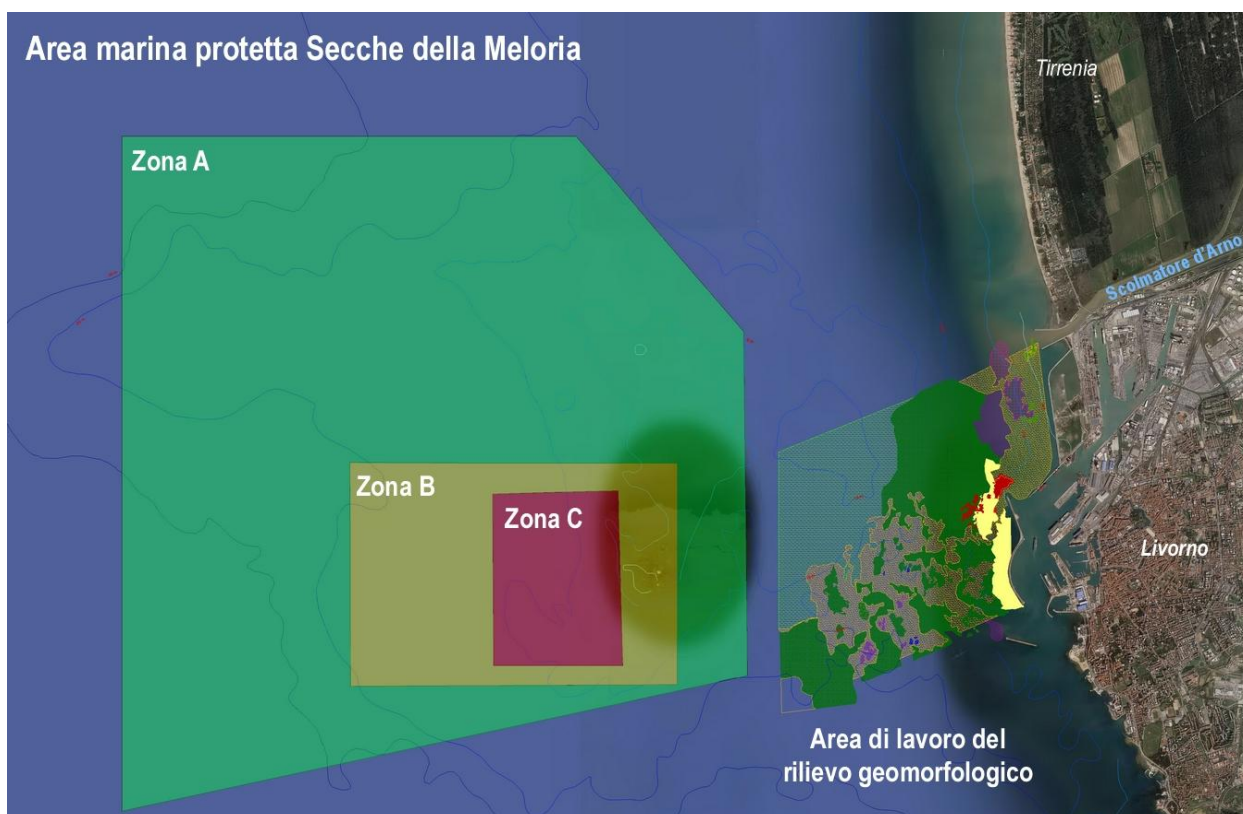 Area marina protetta Secche della Meloria
Tirrenia
Zona A
Scolmatore d'Arno
Zona B
Zona C
Livorno
Area di lavoro del
rilievo geomorfologico